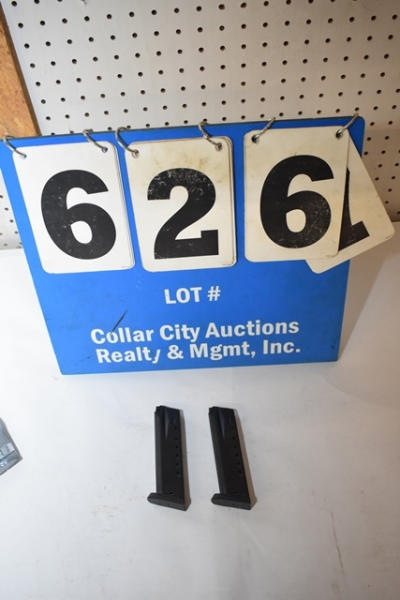 626
LOT #
Collar City Auctions
Realty & Mgmt, Inc.